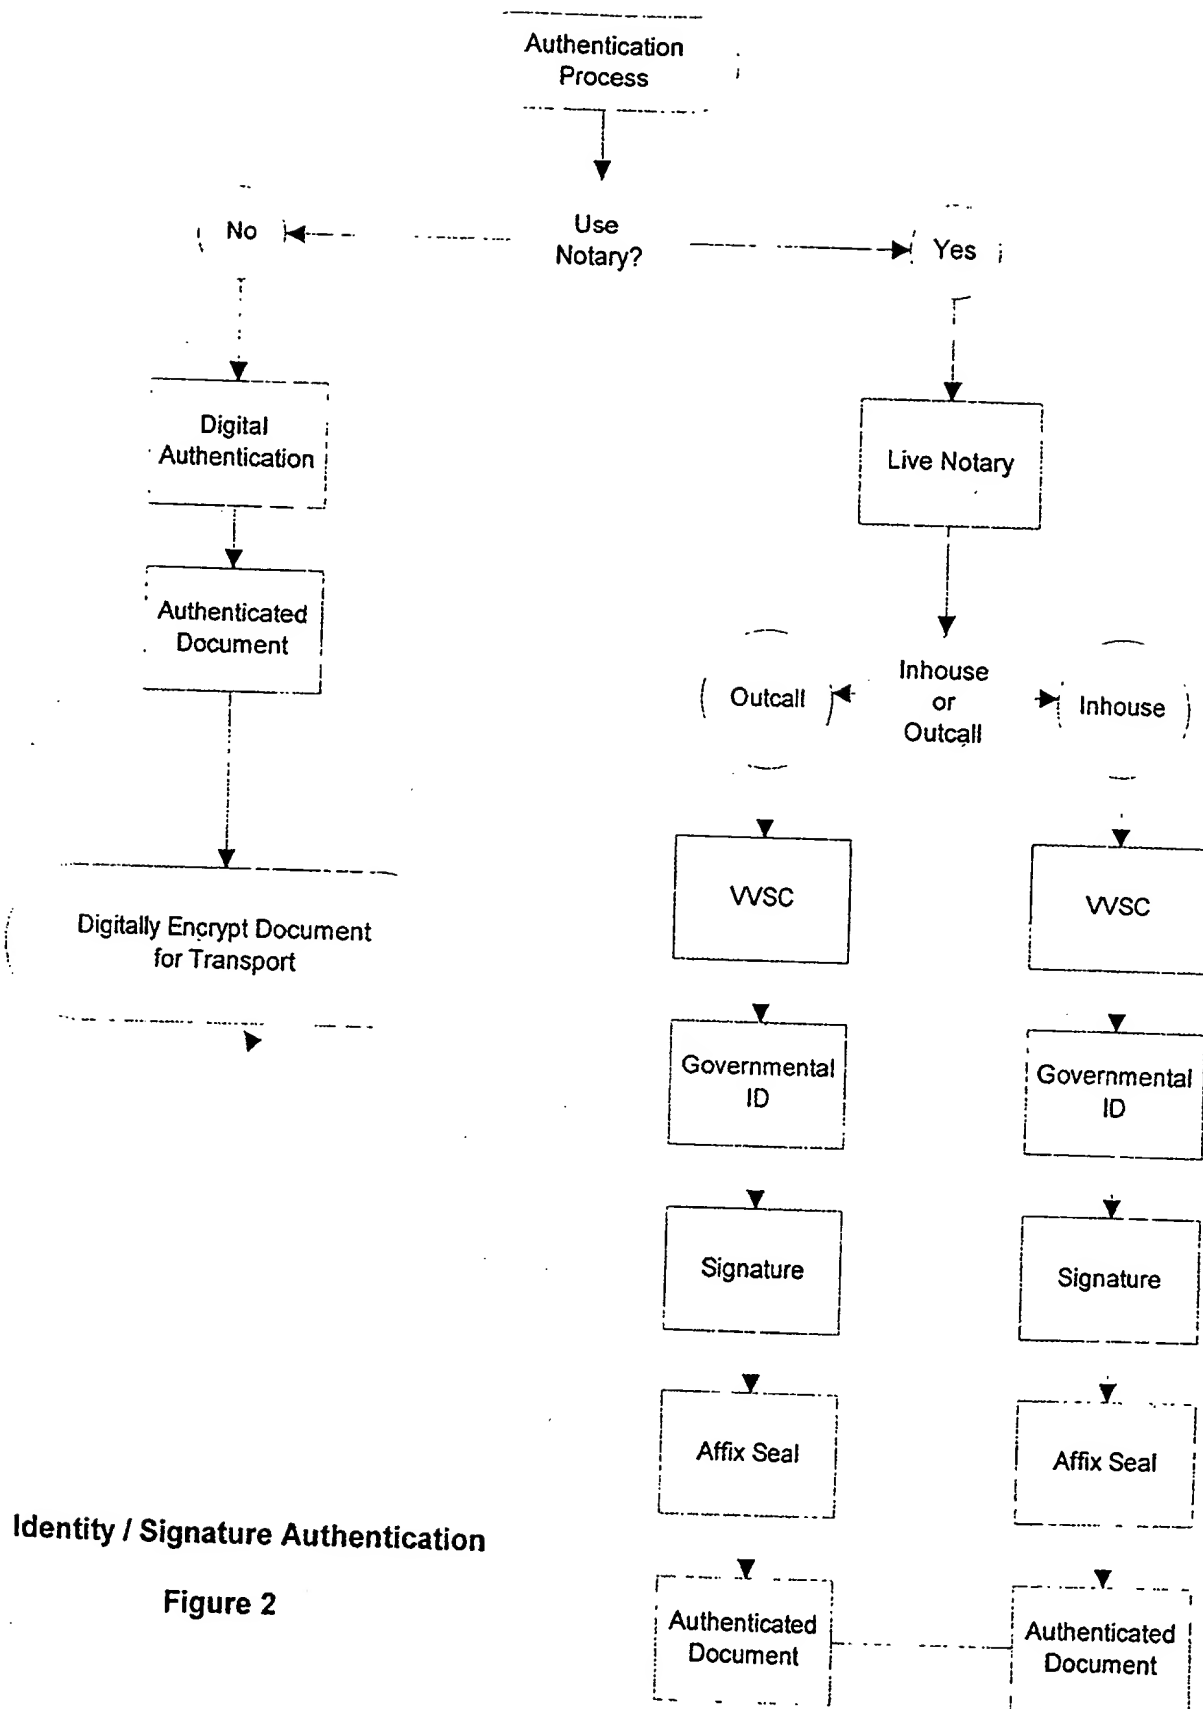 Authentication
Process
Use
Notary?
No
Yes
Digital
Authentication
Live Notary
Authenticated
Document
Inhouse
or
Outcall
Outcall
Inhouse
VVSC
VVSC
Digitally Encrypt Document
for Transport
Governmental
ID
Governmental
ID
Signature
Signature
Affix Seal
Affix Seal
Identity / Signature Authentication
Figure 2
Authenticated
Document
Authenticated
Document